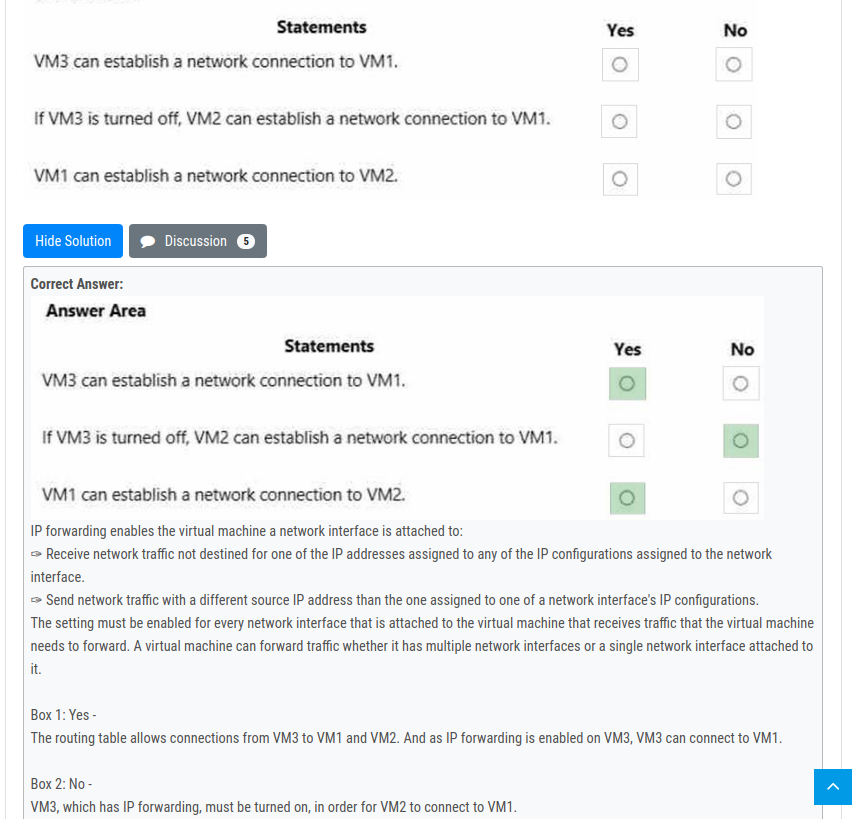 Statements Yes No
VM3 can establish a network connection to VM1.
If VM3 is turned off, VM2 can establish a network connection to VM1.
VM1 can establish a network connection to VM2.
Hide Solution Discussion 5
Correct Answer:
Answer Area
Statements Yes No
VM3 can establish a network connection to VM1.
If VM3 is turned off, VM2 can establish a network connection to VM1.
VM1 can establish a network connection to VM2.
IP forwarding enables the virtual machine a network interface is attached to:
✑ Receive network traffic not destined for one of the IP addresses assigned to any of the IP configurations assigned to the network
interface.
✑ Send network traffic with a different source IP address than the one assigned to one of a network interface's IP configurations.
The setting must be enabled for every network interface that is attached to the virtual machine that receives traffic that the virtual machine
needs to forward. A virtual machine can forward traffic whether it has multiple network interfaces or a single network interface attached to
it.
Box 1: Yes -
The routing table allows connections from VM3 to VM1 and VM2. And as IP forwarding is enabled on VM3, VM3 can connect to VM1.
Box 2: No -
VM3, which has IP forwarding, must be turned on, in order for VM2 to connect to VM1.